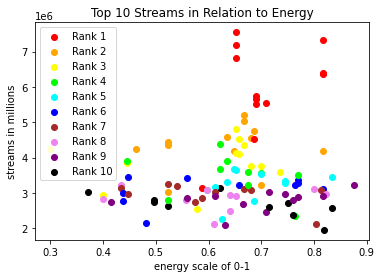 Top 10 Streams in Relation to Energy
1e6
streams in millions
7
6
5
4
3
2
Rank 1
Rank 2
Rank 3
Rank 4
Rank 5
Rank 6
Rank 7
Rank 8
Rank 9
Rank 10
0.3 0.4 0.5 0.6 0.7 0.8 0.9
energy scale of 0-1